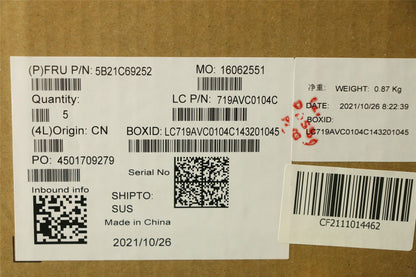 (P)FRU P/N: 5B21C69252
MO: 16062551
Quantity:
5
LC P/N: 719AVC0104C
(4L)Origin: CN
BOXID: LC719AVC0104C143201045
PO: 4501709279
Serial No
Inbound info
SHIPTO:
SUS
Made in China
2021/10/26
净重: WEIGHT: 0.87 Kg
DATE: 2021/10/26 8:22:39
BOXID:
LC719AVC0104C143201045
CF2111014462